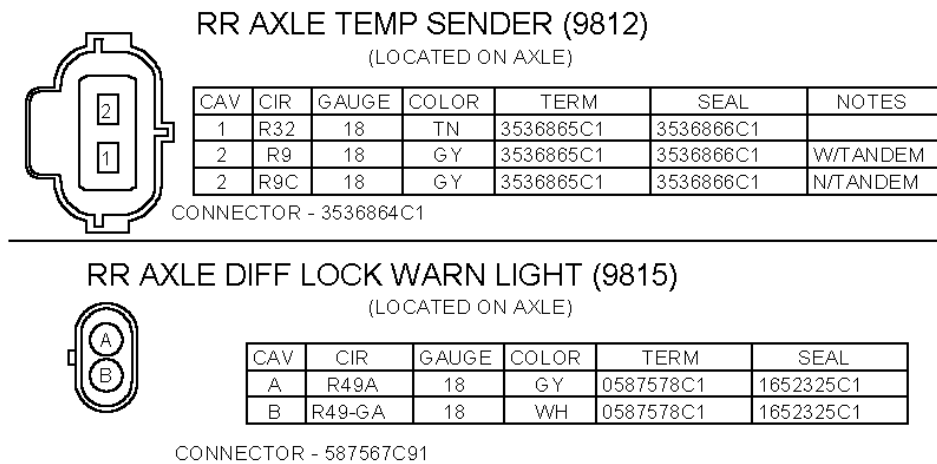 RR AXLE TEMP SENDER (9812)
(LOCATED ON AXLE)
CAV CIR GAUGE COLOR TERM SEAL NOTES
1 R32 18 TN 3536865C1 3536866C1
2 R9 18 GY 3536865C1 3536866C1 W/TANDEM
2 R9C 18 GY 3536865C1 3536866C1 N/TANDEM
2
1
CONNECTOR - 3536864C1
RR AXLE DIFF LOCK WARN LIGHT (9815)
(LOCATED ON AXLE)
A
B
CAV CIR GAUGE COLOR TERM SEAL
A R49A 18 GY 0587578C1 1652325C1
B R49-GA 18 WH 0587578C1 1652325C1
CONNECTOR - 587567C91